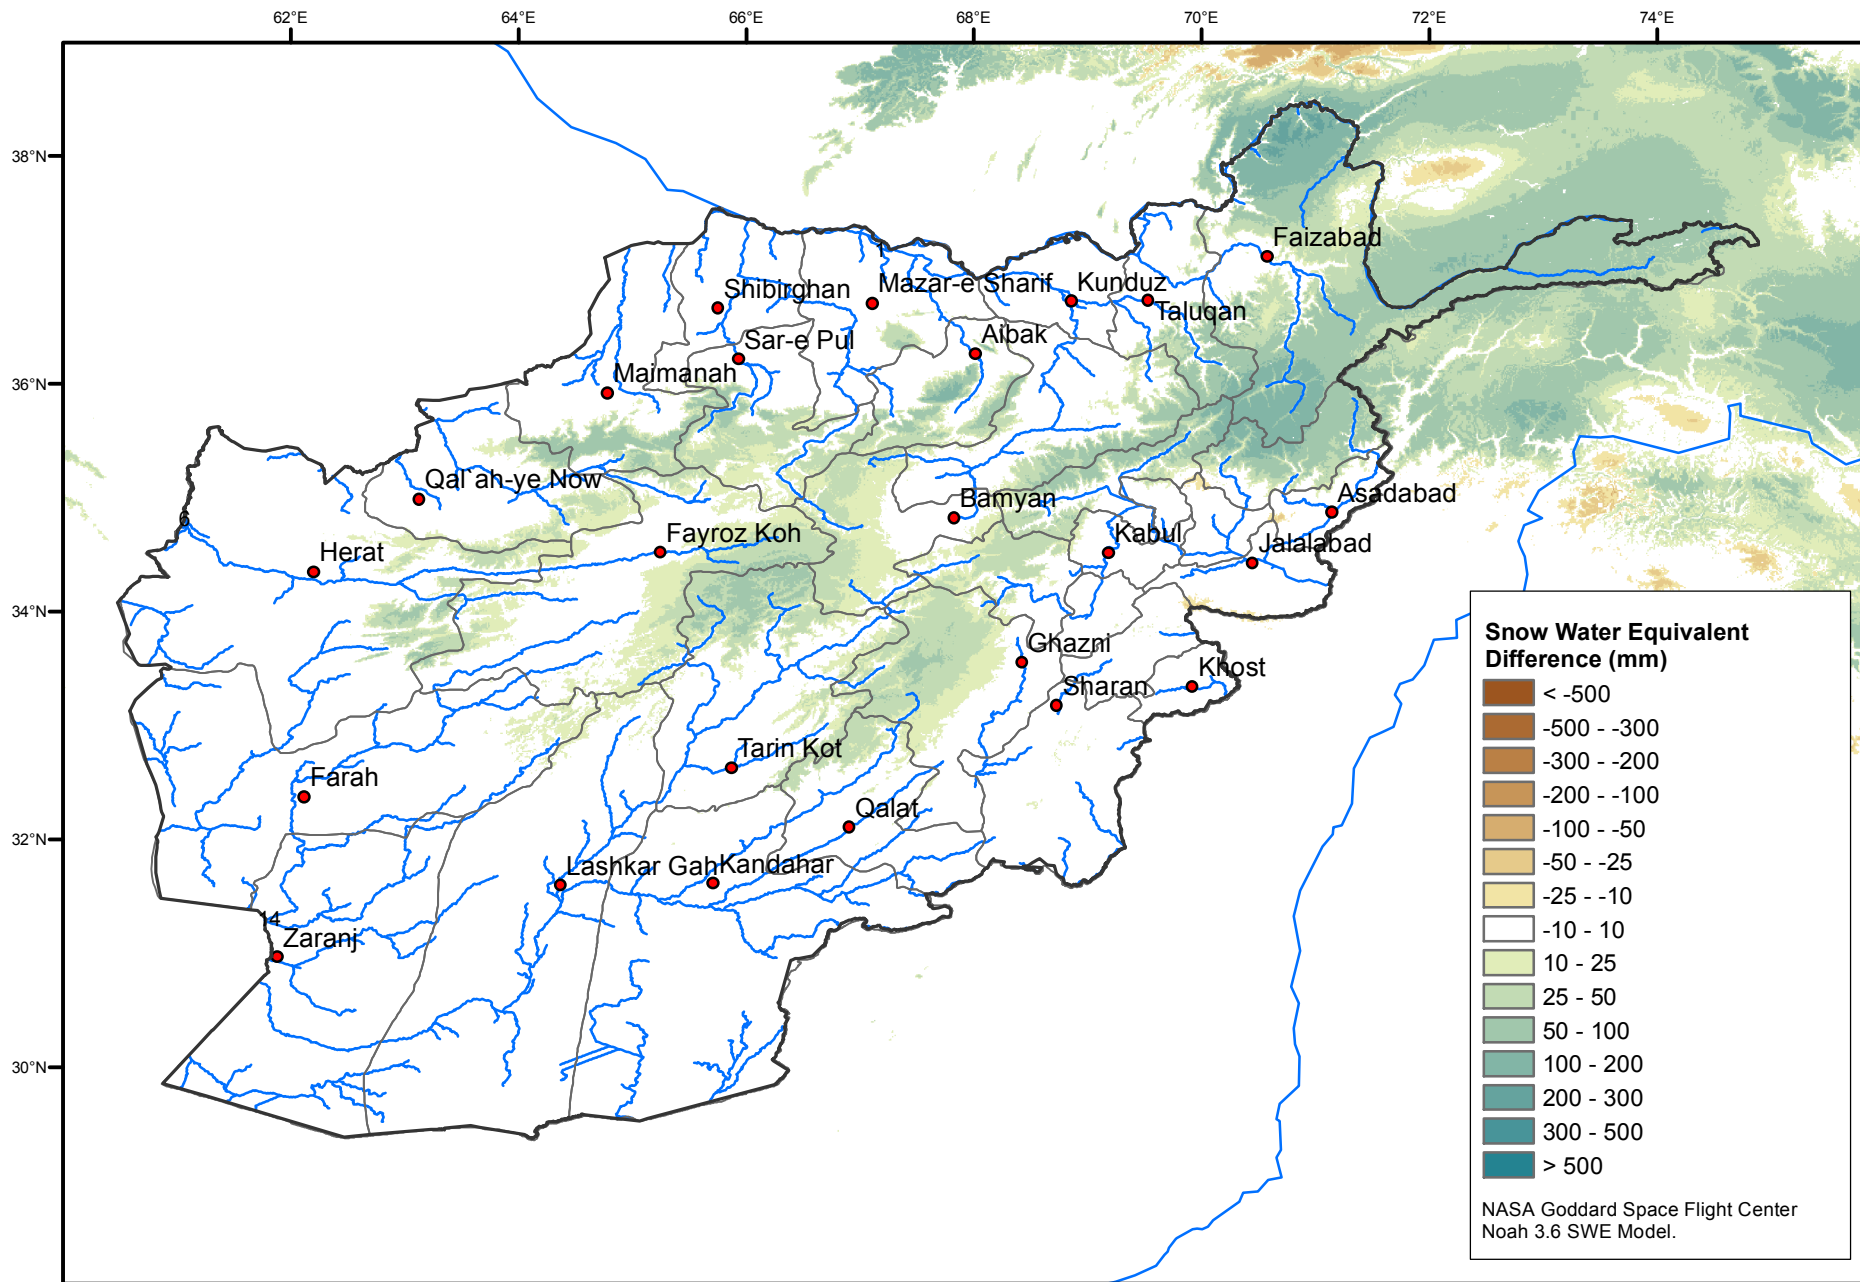 62°E
64°E
66°E
68°E
70°E
72°E
74°E
38°N
36°N
34°N
32°N
30°N
Faizabad
Shibirghan
Mazar-e Sharif
Kunduz
Taluqan
Sar-e Pul
Aibak
Maimanah
Qal ah-ye Now
Bamyan
Asadabad
6
Herat
Fayroz Koh
Kabul
Jalalabad
Ghazni
Khost
Sharan
Tarin Kot
Farah
Qalat
Lashkar Gah
Kandahar
14
Zaranj
Snow Water Equivalent
Difference (mm)
< -500
-500 - -300
-300 - -200
-200 - -100
-100 - -50
-50 - -25
-25 - -10
-10 - 10
10 - 25
25 - 50
50 - 100
100 - 200
200 - 300
300 - 500
> 500
NASA Goddard Space Flight Center
Noah 3.6 SWE Model.